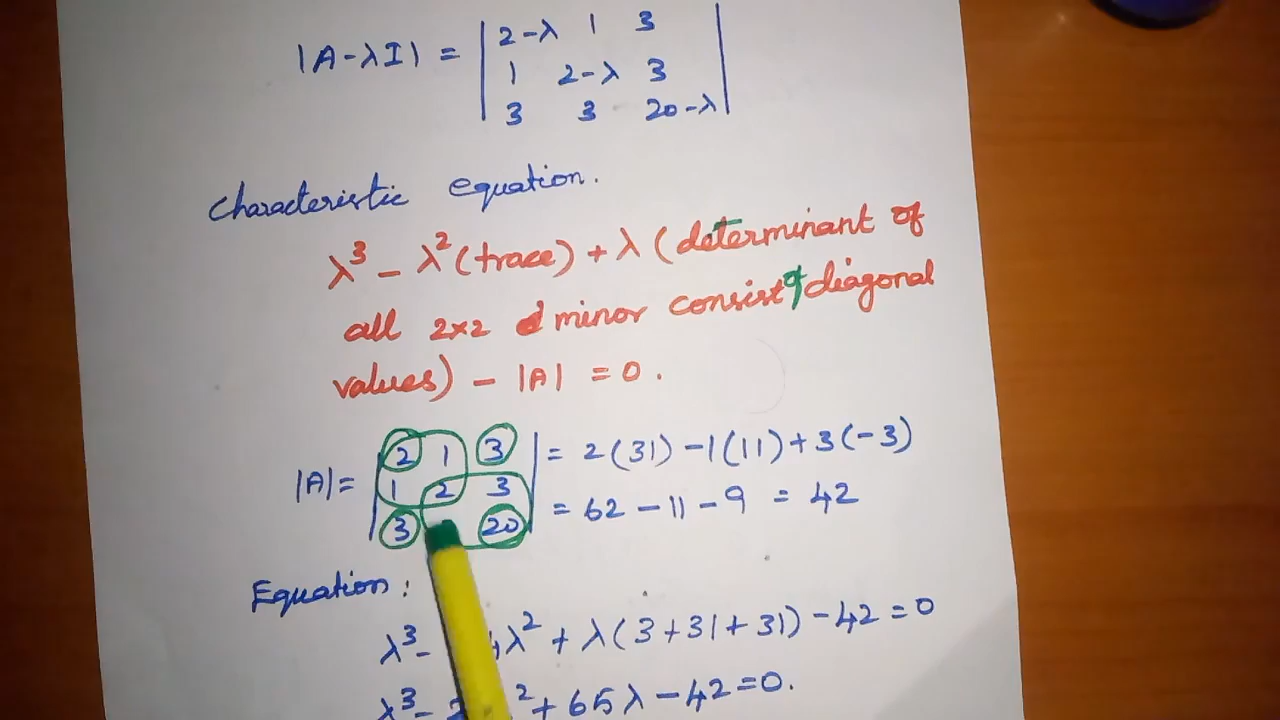 |A-λI| = | 2-λ 1 3 |
| 1 2-λ 3 |
| 3 3 20-λ |
Characteristic equation.
λ³ - λ² (trace) + λ (determinant of
all 2x2 minor consist of diagonal
values) - |A| = 0.
|A| = | 2 1 3 | = 2(31) -1(11) + 3(-3)
| 1 2 3 |
| 3 20 | = 62 - 11 - 9 = 42
Equation:
λ³ - 4λ² + λ(3+31+31) - 42 = 0
λ³ - 2 ² + 65λ - 42 = 0.